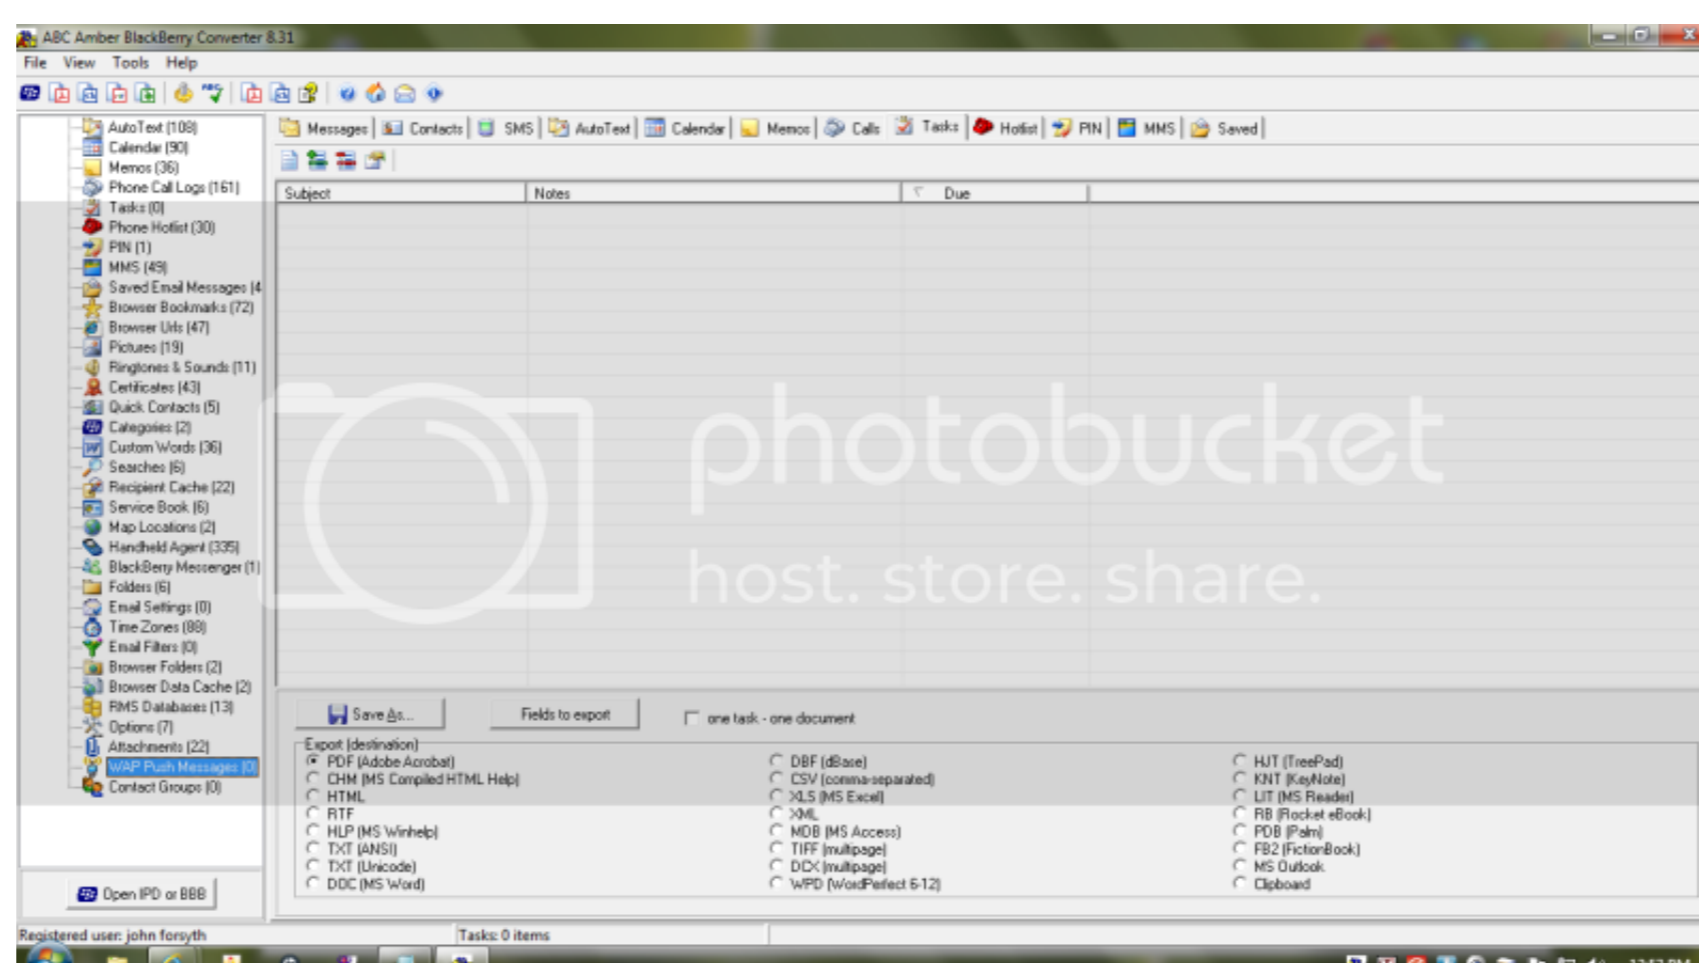 ABC Amber BlackBerry Converter 8.31
File View Tools Help
Messages Contacts SMS AutoText Calendar Memos Calls Tasks Hotlist PIN MMS Saved
AutoText (108)
Calendar (90)
Memos (36)
Phone Call Logs (161)
Tasks (0)
Phone Hotlist (30)
PIN (1)
MMS (49)
Saved Email Messages (4
Browser Bookmarks (72)
Browser Urls (47)
Pictures (19)
Ringtones & Sounds (11)
Certificates (43)
Quick Contacts (5)
Categories (2)
Custom Words (36)
Searches (6)
Recipient Cache (22)
Service Book (6)
Map Locations (2)
Handheld Agent (335)
BlackBerry Messenger (1)
Folders (6)
Email Settings (0)
Time Zones (88)
Email Filters (0)
Browser Folders (2)
Browser Data Cache (2)
RMS Databases (13)
Options (7)
Attachments (22)
WAP Push Messages (0)
Contact Groups (0)
Open IPD or BBB
Subject Notes Due
photobucket
host. store. share.
Save As... Fields to export one task - one document
Export (destination)
PDF (Adobe Acrobat) DBF (dBase) HJT (TreePad)
CHM (MS Compiled HTML Help) CSV (comma-separated) KNT (KeyNote)
HTML XLS (MS Excel) LIT (MS Reader)
RTF XML RB (Rocket eBook)
HLP (MS Winhelp) MDB (MS Access) PDB (Palm)
TXT (ANSI) TIFF (multipage) FB2 (FictionBook)
TXT (Unicode) DCX (multipage) MS Outlook
DOC (MS Word) WPD (WordPerfect 6-12) Clipboard
Registered user: john forsyth Tasks: 0 items